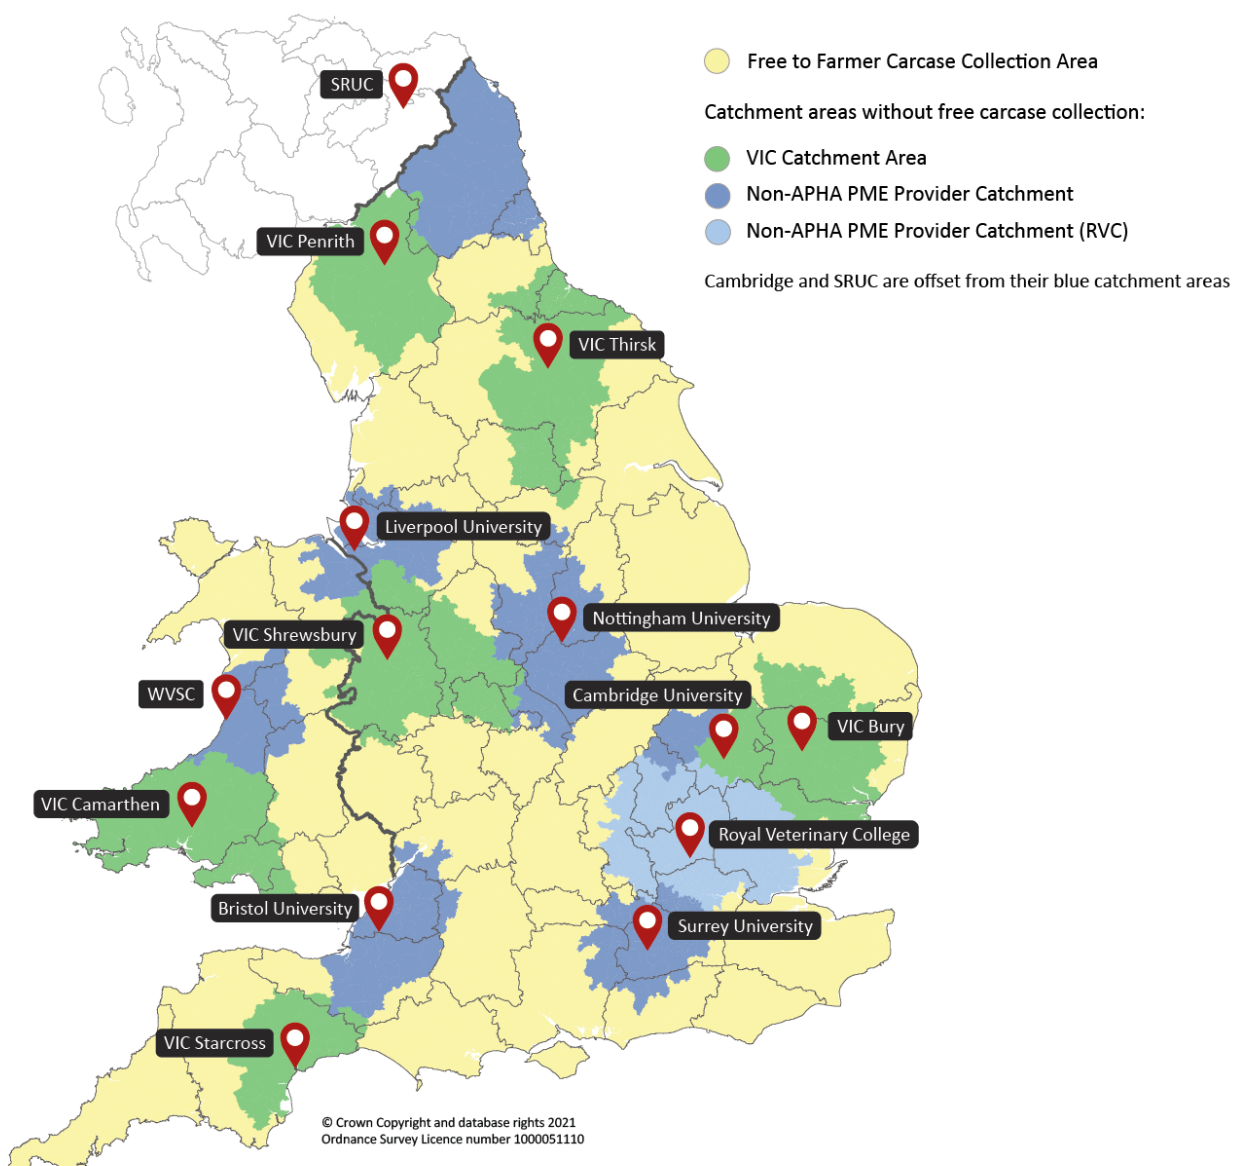 SRUC
Free to Farmer Carcase Collection Area
Catchment areas without free carcase collection:
VIC Catchment Area
Non-APHA PME Provider Catchment
Non-APHA PME Provider Catchment (RVC)
Cambridge and SRUC are offset from their blue catchment areas
VIC Penrith
VIC Thirsk
Liverpool University
Nottingham University
VIC Shrewsbury
WVSC
Cambridge University
VIC Bury
VIC Camarthen
Royal Veterinary College
Bristol University
Surrey University
VIC Starcross
© Crown Copyright and database rights 2021
Ordnance Survey Licence number 1000051110